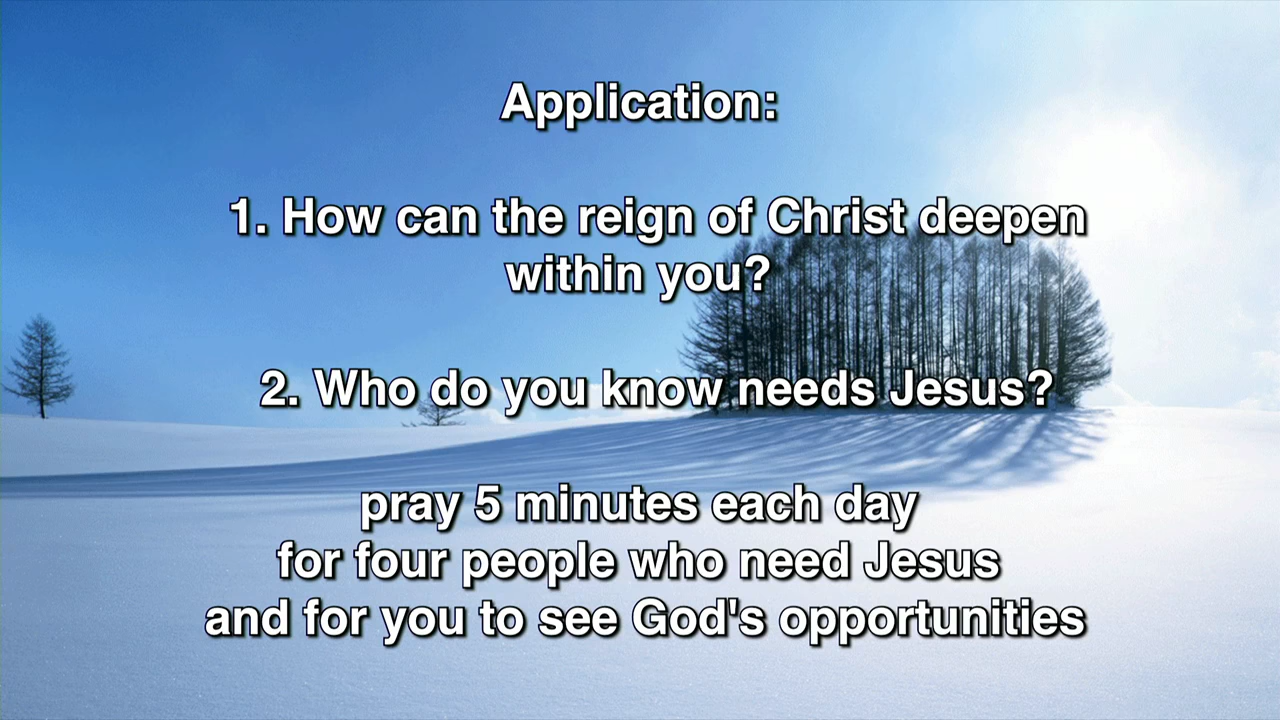 Application:
1. How can the reign of Christ deepen
within you?
2. Who do you know needs Jesus?
pray 5 minutes each day
for four people who need Jesus
and for you to see God's opportunities